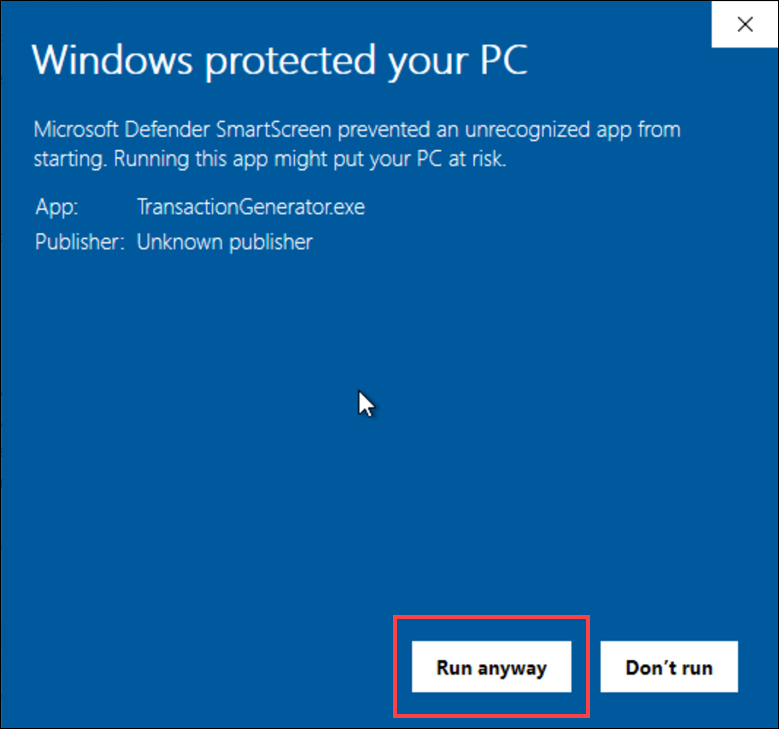 Windows protected your PC
Microsoft Defender SmartScreen prevented an unrecognized app from
starting. Running this app might put your PC at risk.
App: TransactionGenerator.exe
Publisher: Unknown publisher
Run anyway Don't run